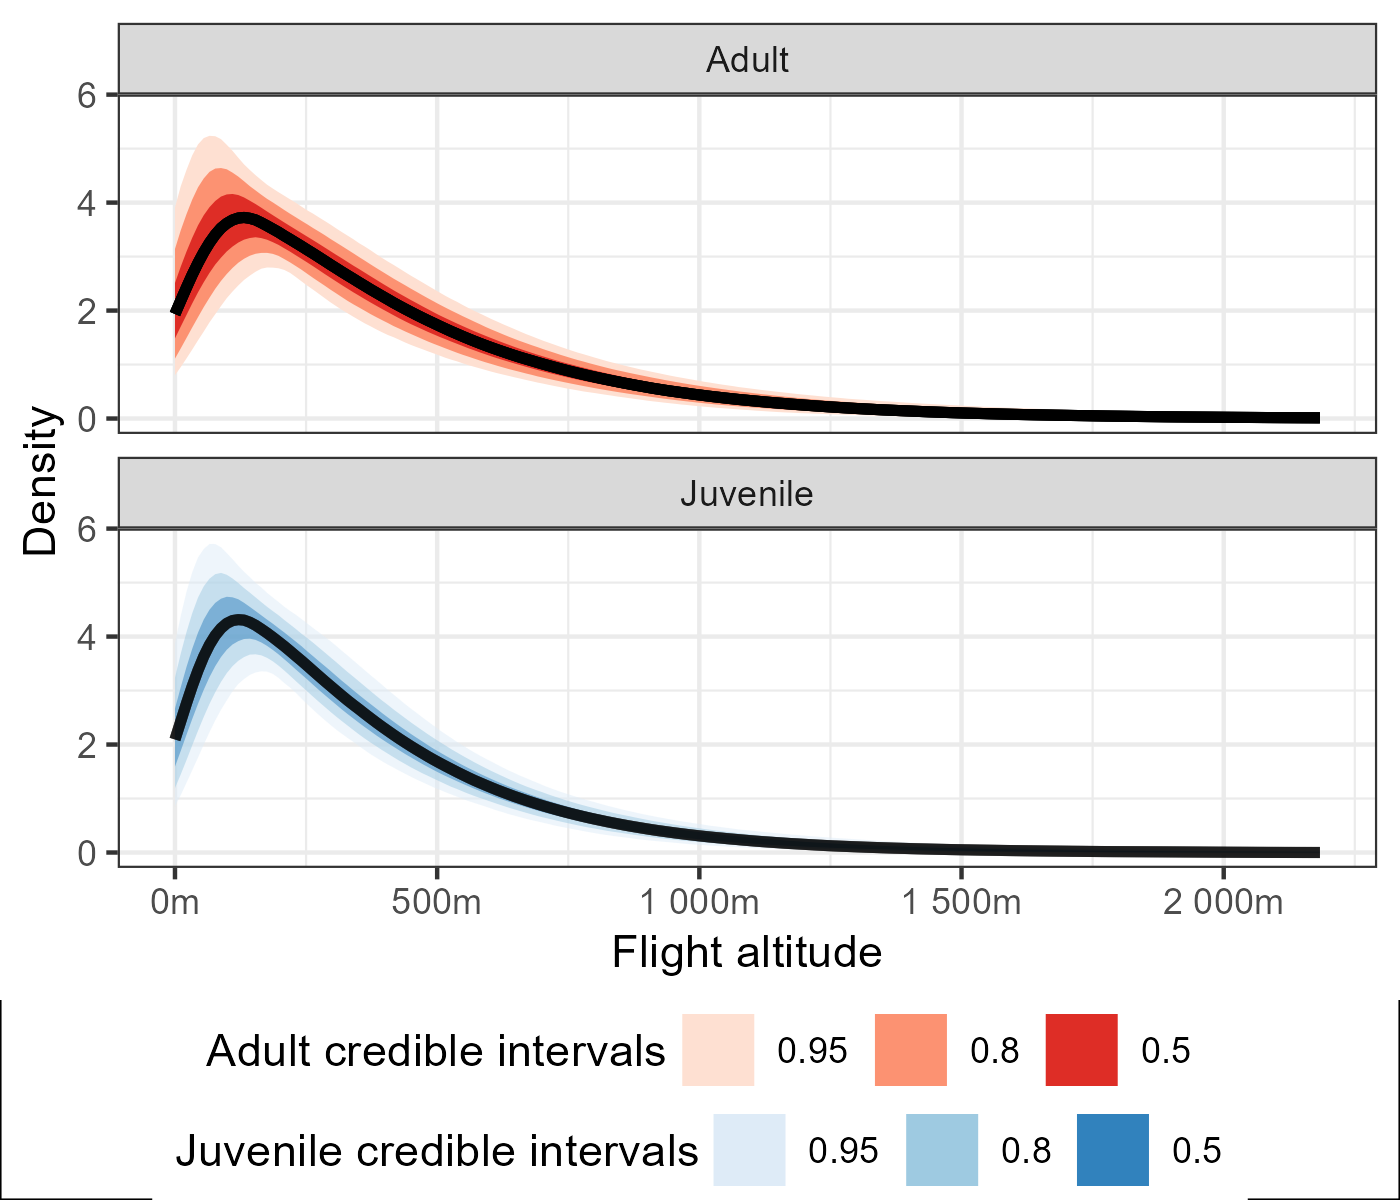 Adult
6
4
2
0
Density
Juvenile
6
4
2
0
0m 500m 1 000m 1 500m 2 000m
Flight altitude
Adult credible intervals 0.95 0.8 0.5
Juvenile credible intervals 0.95 0.8 0.5